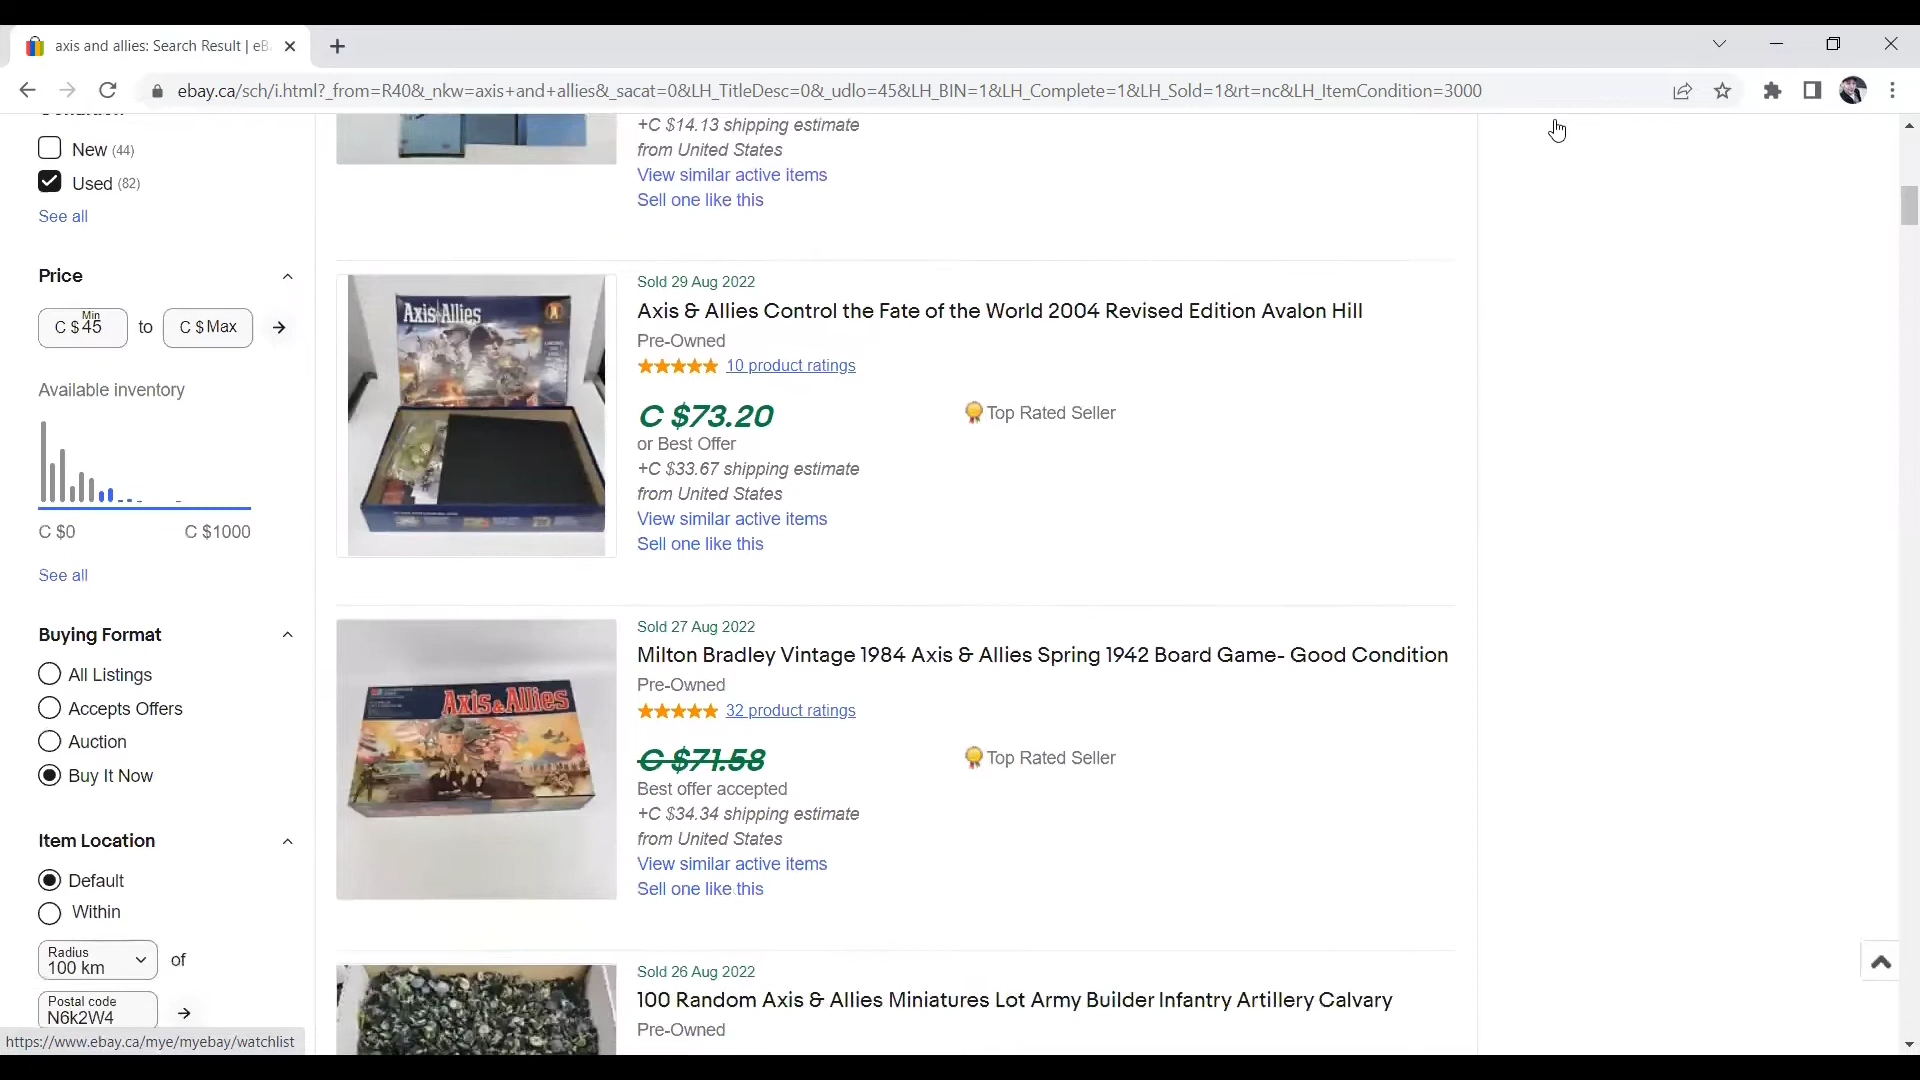 axis and allies: Search Result | eB
ebay.ca/sch/i.html?_from=R40&_nkw=axis+and+allies&_sacat=0&LH_TitleDesc=0&_udlo=45&LH_BIN=1&LH_Complete=1&LH_Sold=1&rt=nc&LH_ItemCondition=3000
New (44)
Used (82)
See all
Price
Min
C $ 45 to C $ Max
Available inventory
C $0 C $1000
See all
Buying Format
All Listings
Accepts Offers
Auction
Buy It Now
Item Location
Default
Within
Radius
100 km of
Postal code
N6k2W4
https://www.ebay.ca/mye/myebay/watchlist
+C $14.13 shipping estimate
from United States
View similar active items
Sell one like this
Axis & Allies
Sold 29 Aug 2022
Axis & Allies Control the Fate of the World 2004 Revised Edition Avalon Hill
Pre-Owned
10 product ratings
C $73.20
Top Rated Seller
or Best Offer
+C $33.67 shipping estimate
from United States
View similar active items
Sell one like this
Axis & Allies
Sold 27 Aug 2022
Milton Bradley Vintage 1984 Axis & Allies Spring 1942 Board Game- Good Condition
Pre-Owned
32 product ratings
C $71.58
Top Rated Seller
Best offer accepted
+C $34.34 shipping estimate
from United States
View similar active items
Sell one like this
Sold 26 Aug 2022
100 Random Axis & Allies Miniatures Lot Army Builder Infantry Artillery Calvary
Pre-Owned